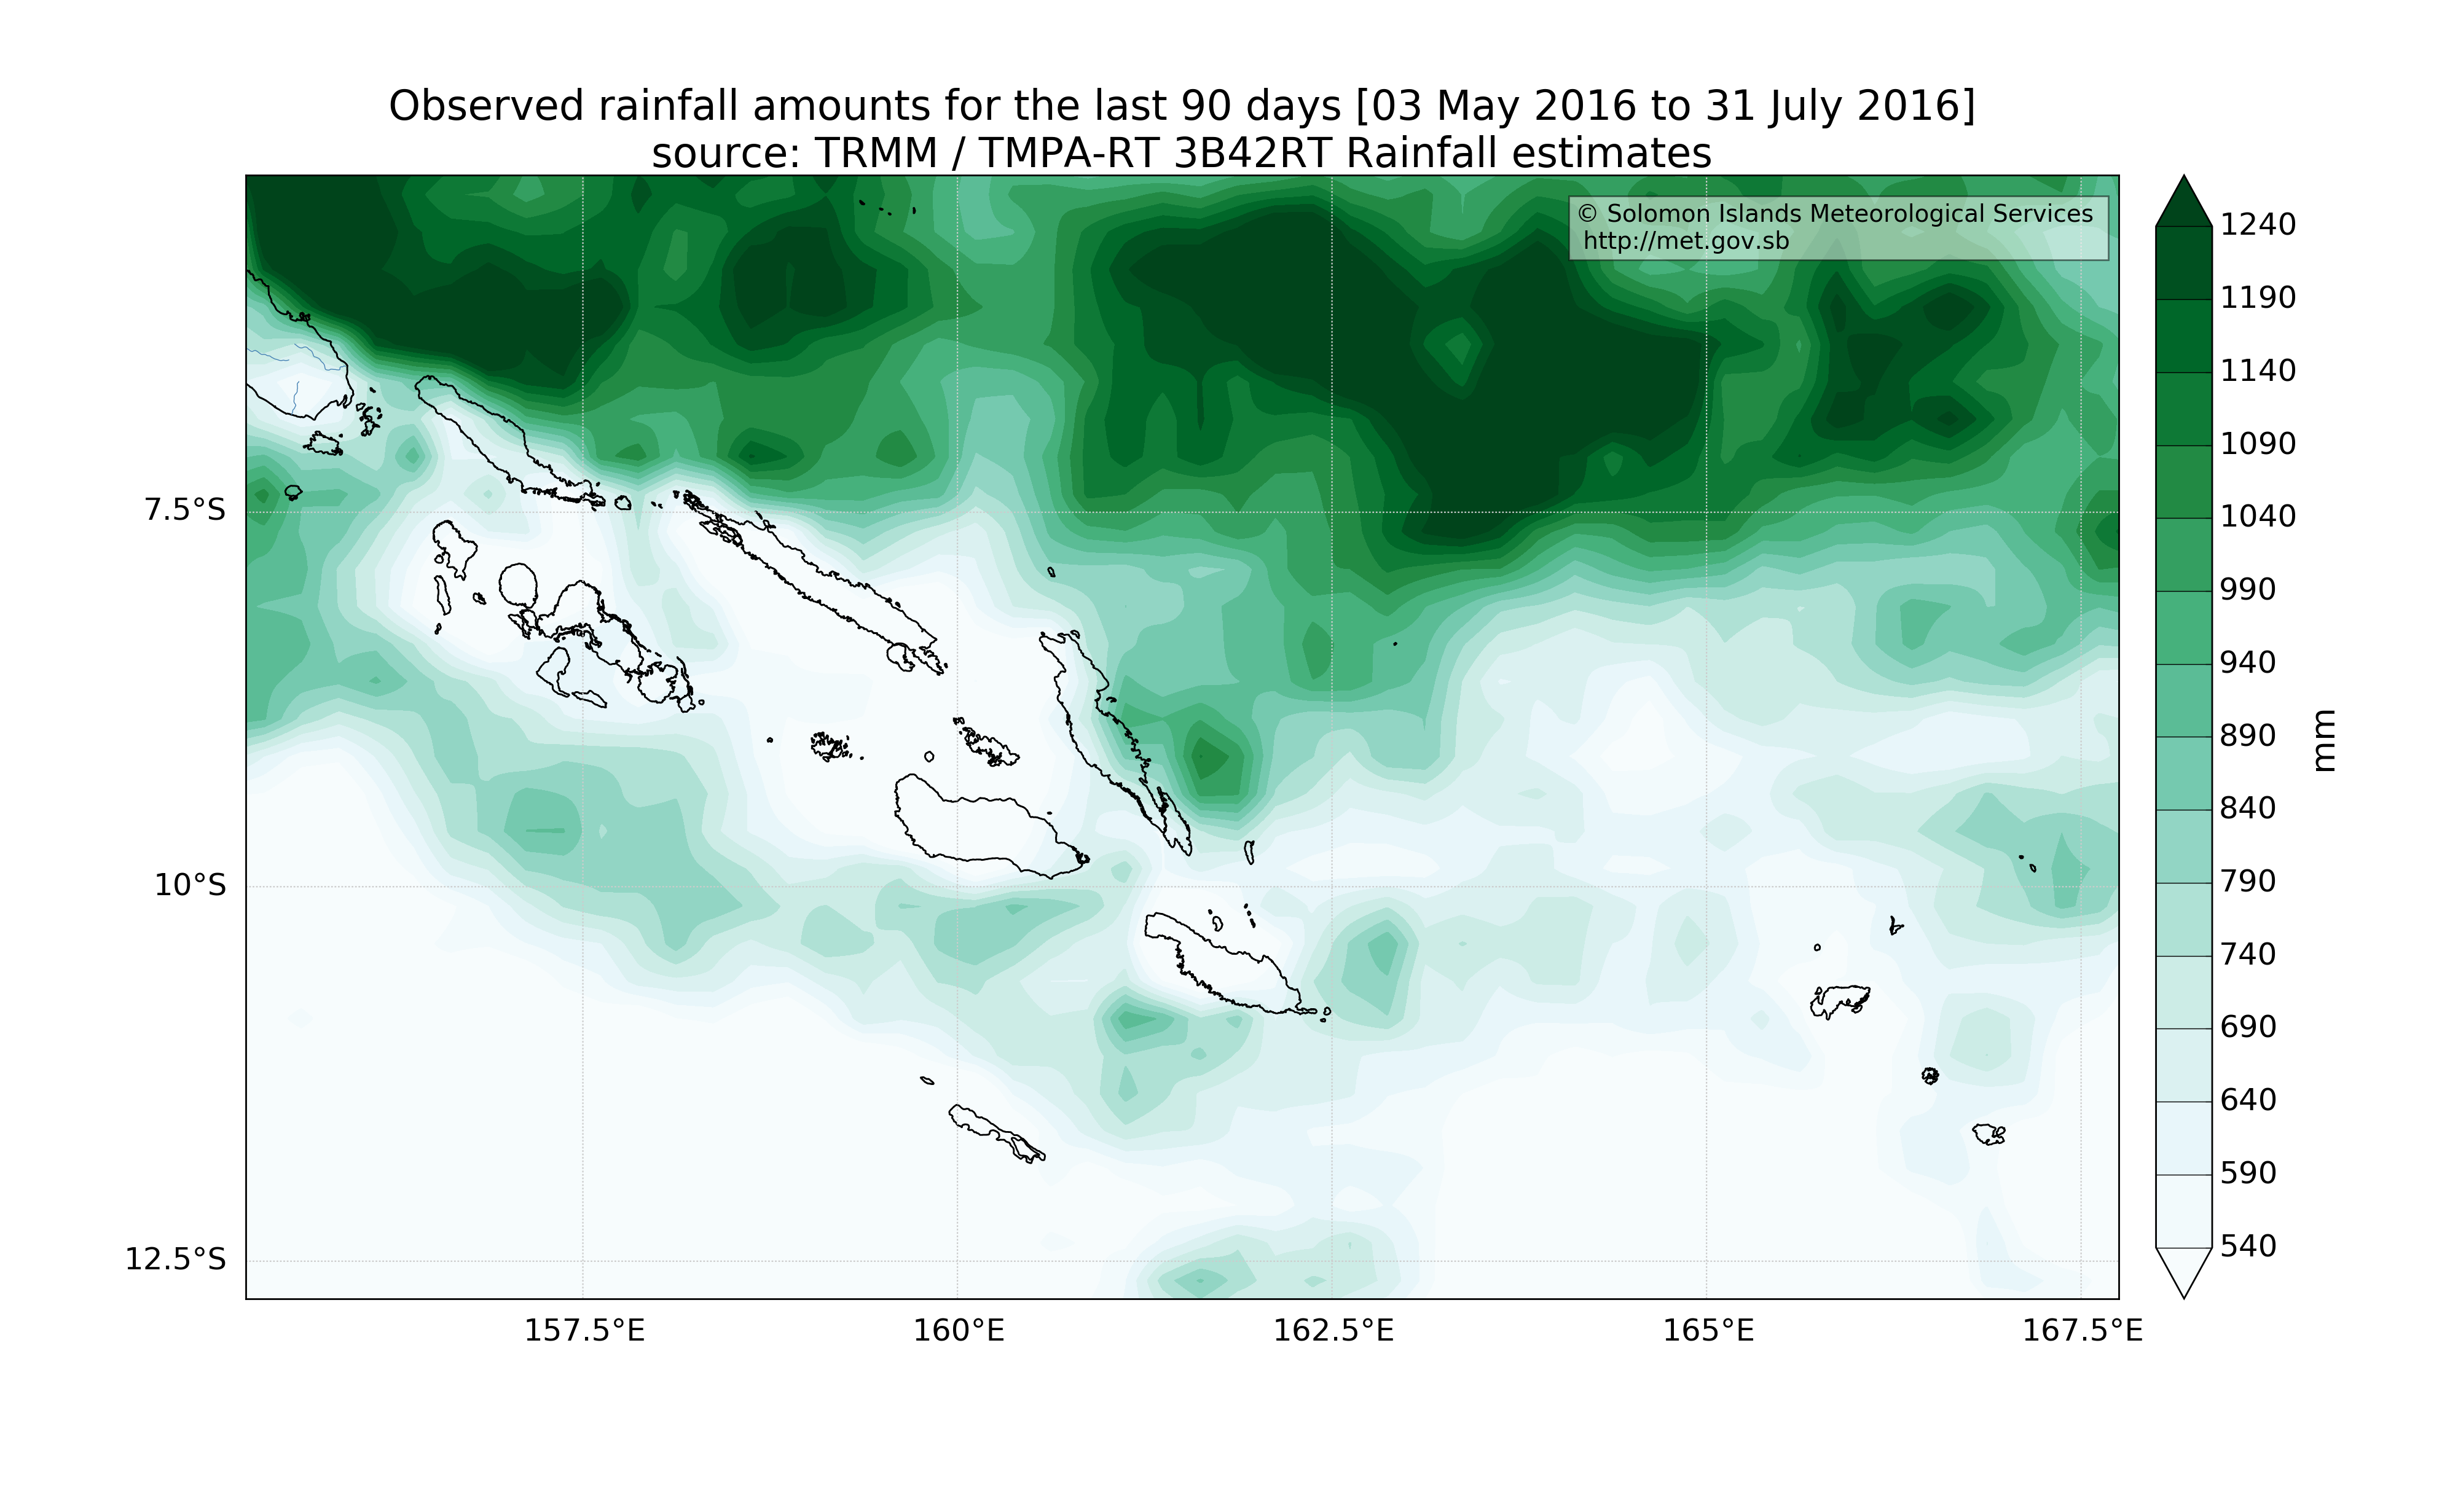 Observed rainfall amounts for the last 90 days [03 May 2016 to 31 July 2016]
source: TRMM / TMPA-RT 3B42RT Rainfall estimates
© Solomon Islands Meteorological Services
http://met.gov.sb
7.5°S
10°S
12.5°S
157.5°E
160°E
162.5°E
165°E
167.5°E
1240
1190
1140
1090
1040
990
940
890
840
790
740
690
640
590
540
mm